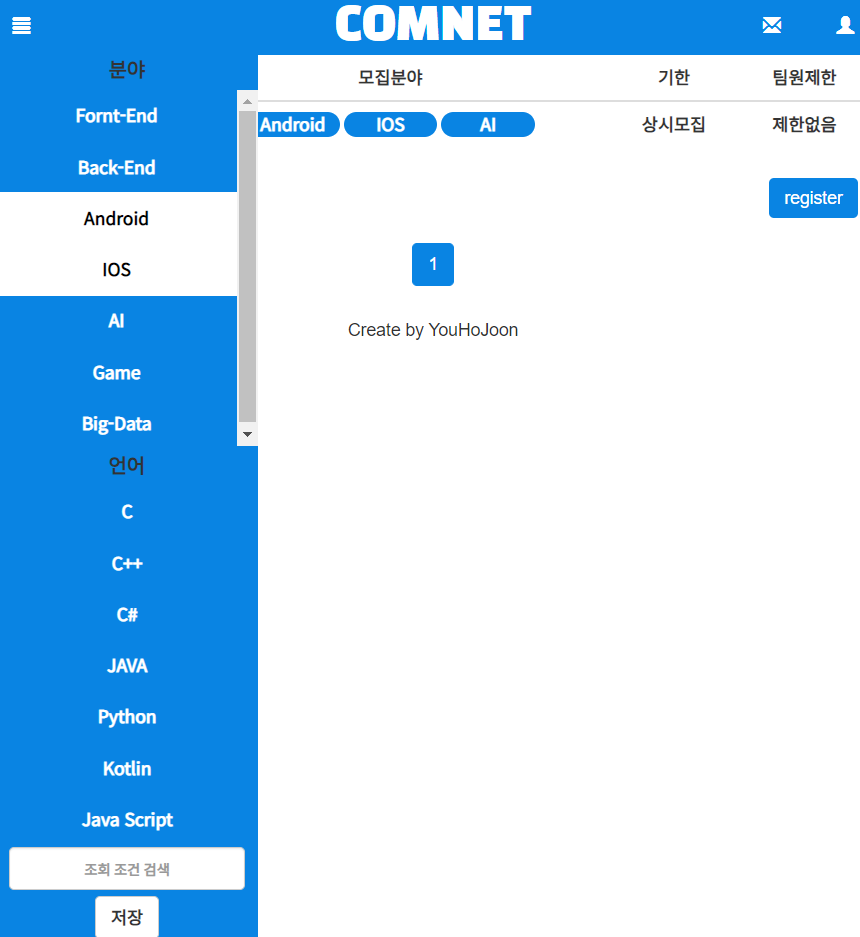 COMNET
분야
Fornt-End
Back-End
Android
IOS
AI
Game
Big-Data
언어
C
C++
C#
JAVA
Python
Kotlin
Java Script
조회 조건 검색
저장
모집분야 기한 팀원제한
Android IOS AI 상시모집 제한없음
register
1
Create by YouHoJoon